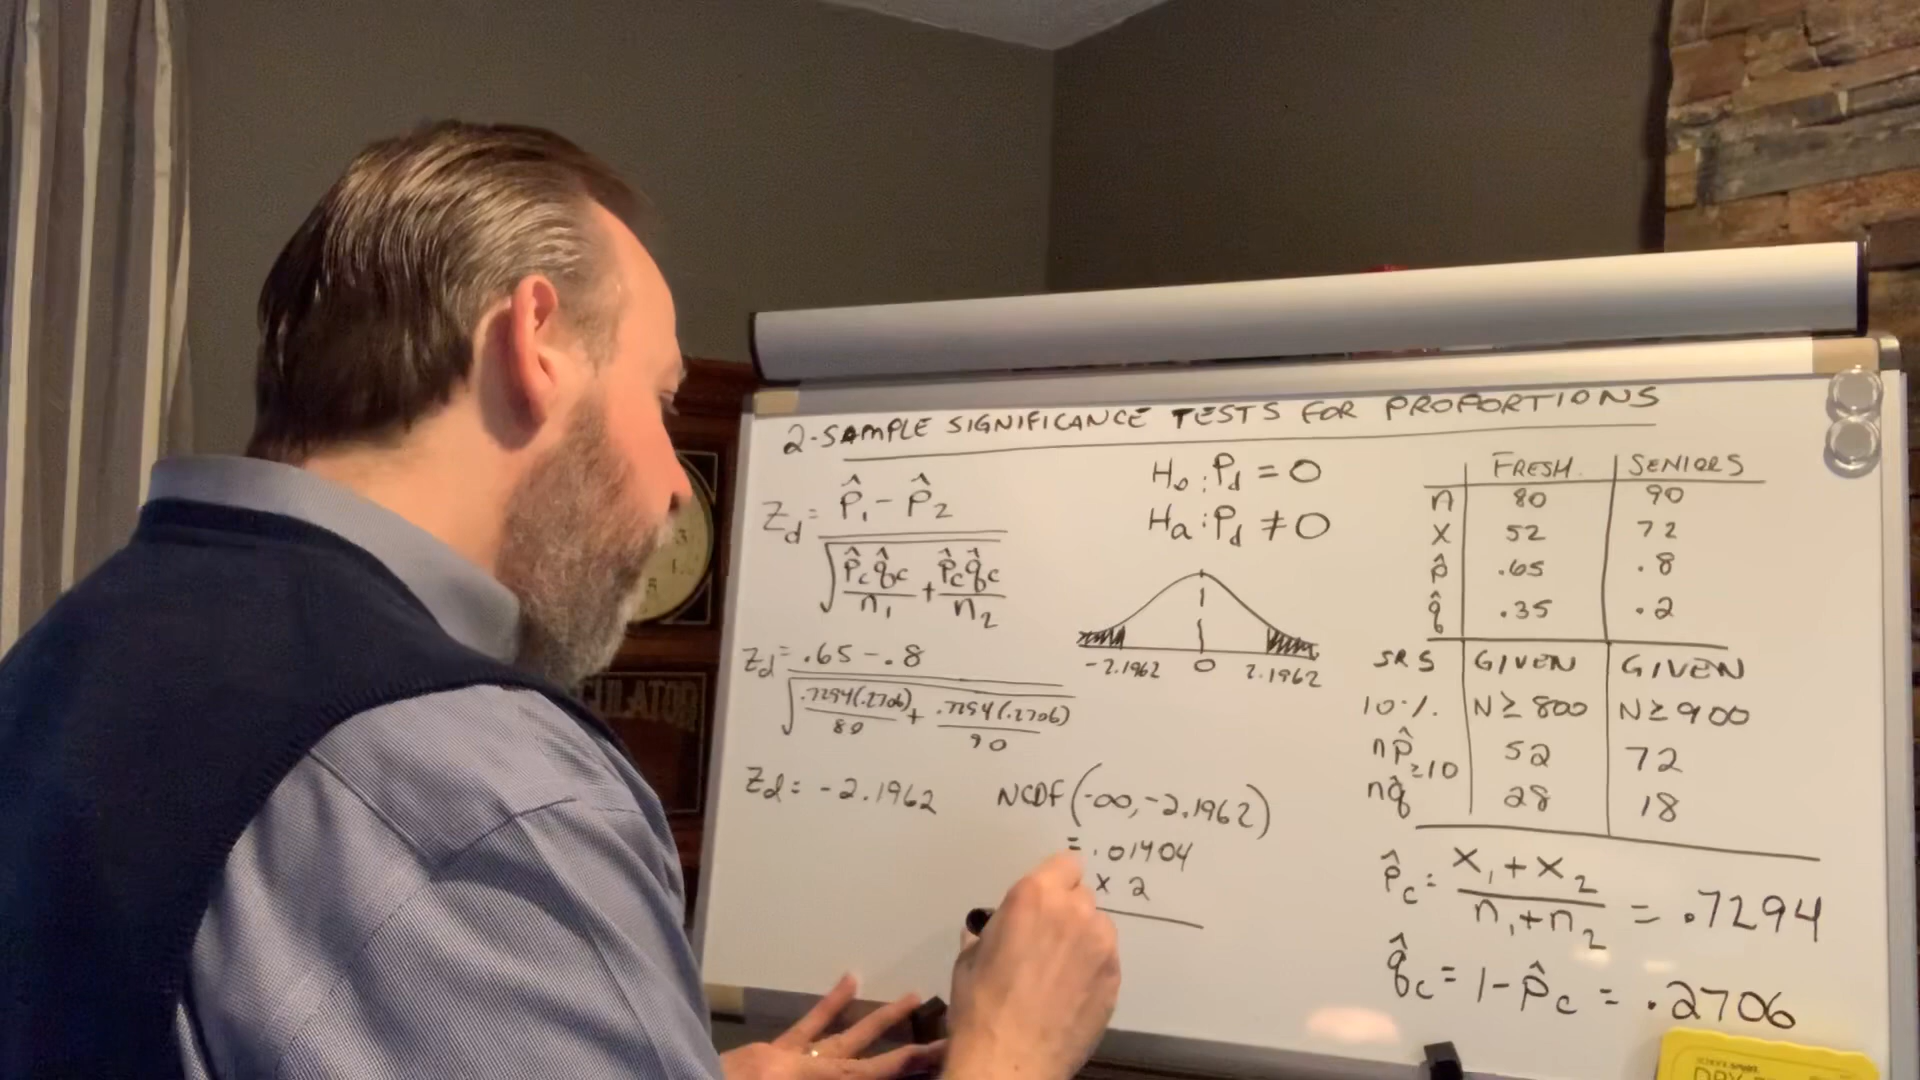 2-SAMPLE SIGNIFICANCE TESTS FOR PROPORTIONS
Zd = p̂1 - p̂2
√ p̂c q̂c / n1 + p̂c q̂c / n2
Zd = .65 - .8
√ .7294(.2706) / 80 + .7294(.2706) / 90
Zd = -2.1962
Ho : Pd = 0
Ha : Pd ≠ 0
-2.1962 0 2.1962
NCDF(-∞, -2.1962)
= .01404
x 2
FRESH. SENIORS
n 80 90
X 52 72
p̂ .65 .8
q̂ .35 .2
SRS GIVEN GIVEN
10% N ≥ 800 N ≥ 900
np̂ 52 72
≥10
nq̂ 28 18
p̂c = X1 + X2 / n1 + n2 = .7294
q̂c = 1 - p̂c = .2706